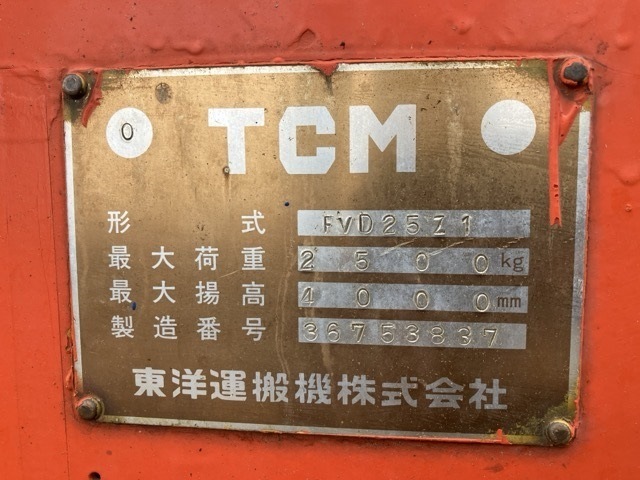 0
TCM
形式 FVD25Z1
最大荷重 2500kg
最大揚高 4000mm
製造番号 36753837
東洋運搬機株式会社